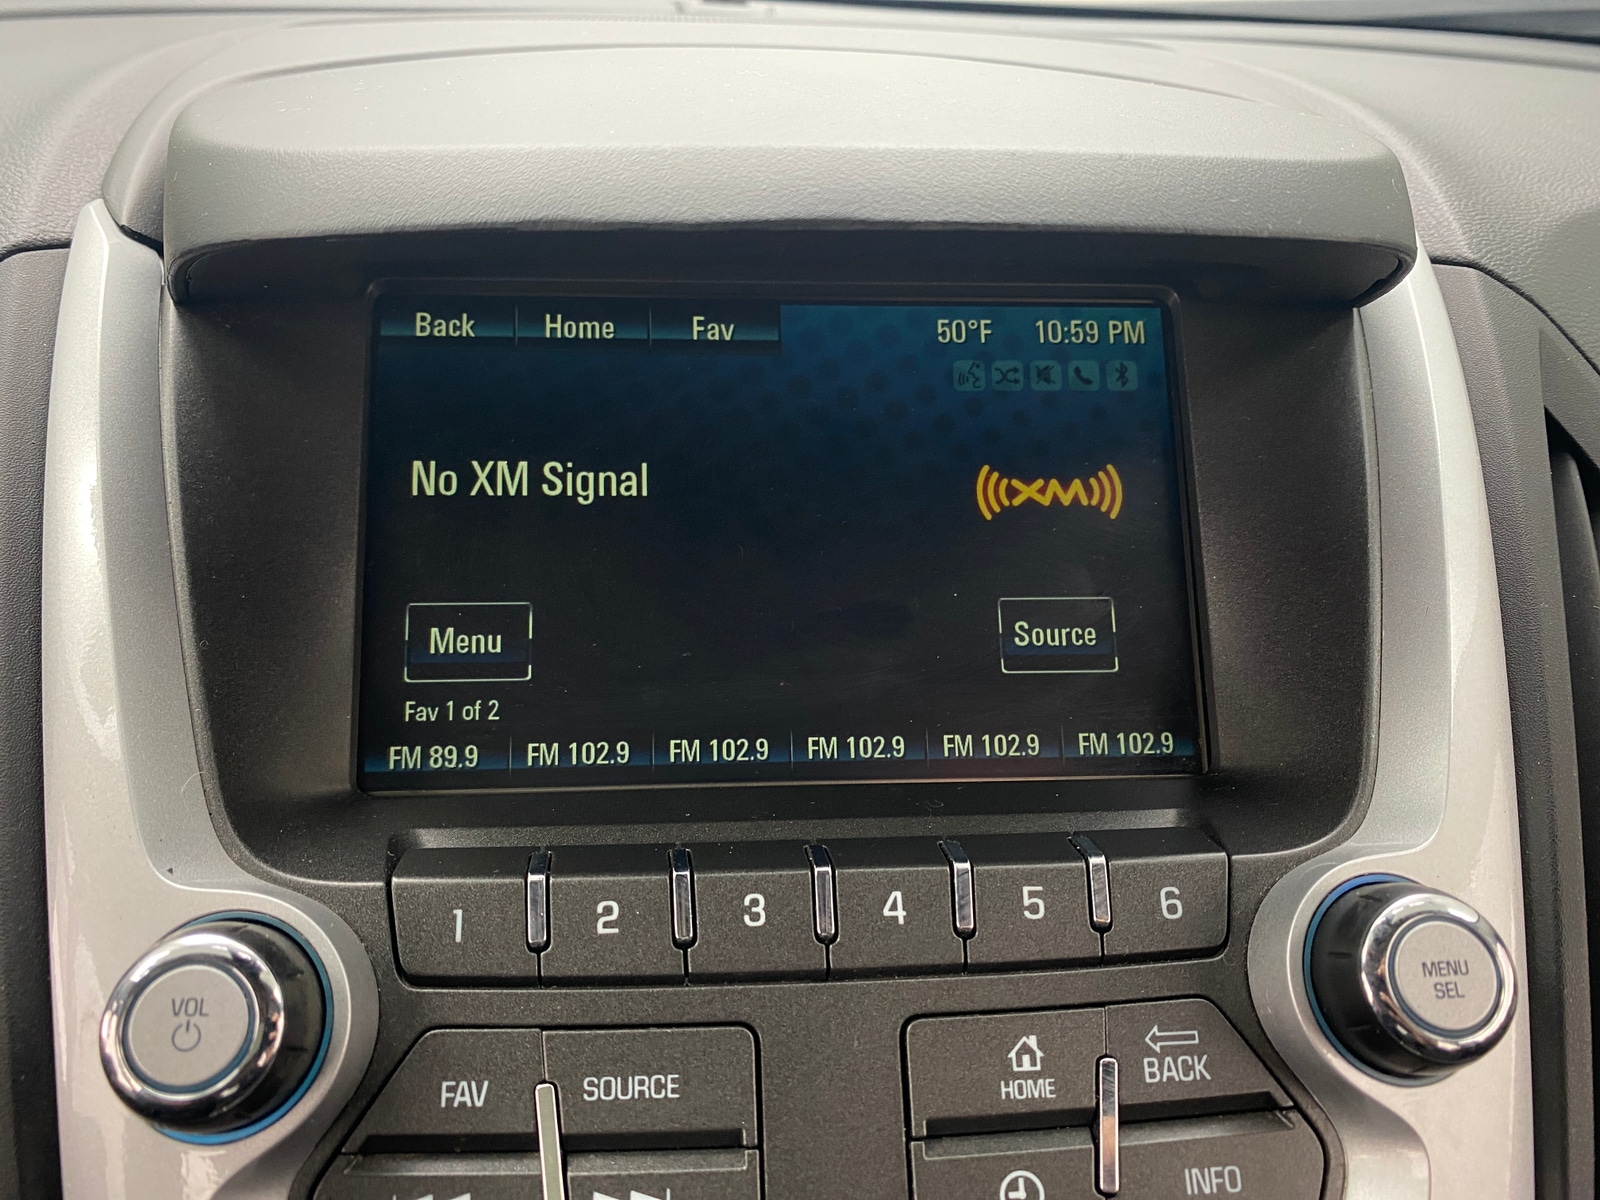 Back Home Fav 50°F 10:59 PM
No XM Signal
(((XM)))
Menu
Source
Fav 1 of 2
FM 89.9 FM 102.9 FM 102.9 FM 102.9 FM 102.9 FM 102.9
1 2 3 4 5 6
VOL
MENU
SEL
FAV SOURCE
HOME
BACK
INFO